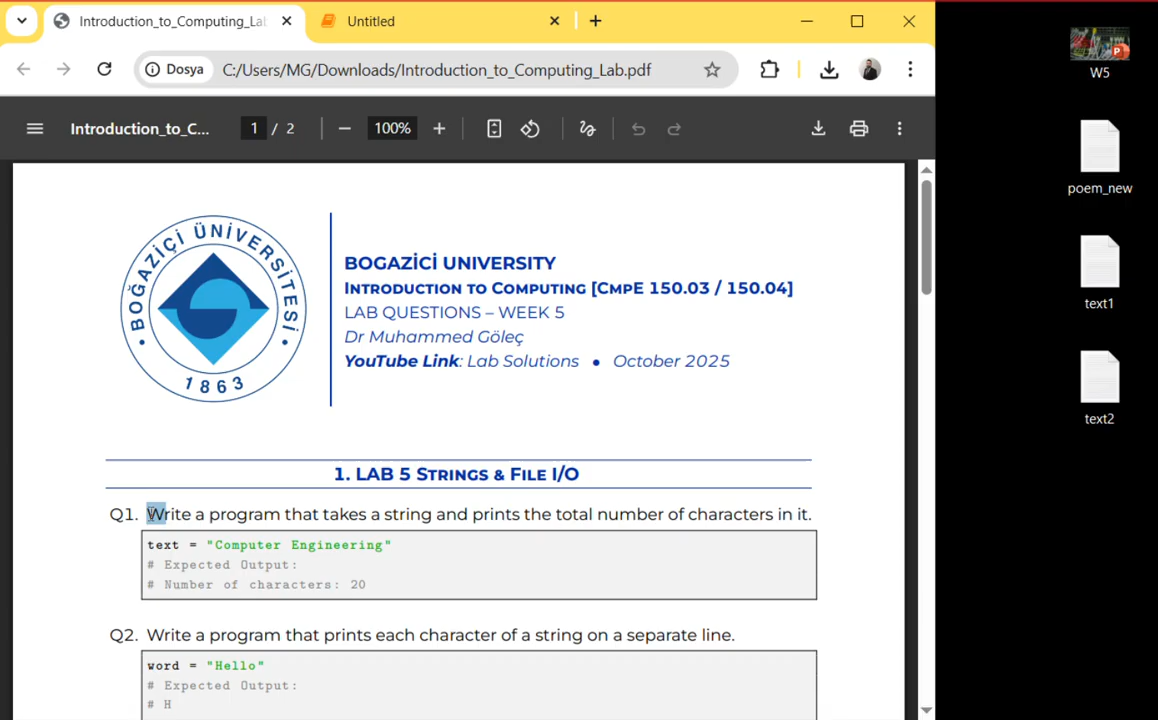 Introduction_to_Computing_La
Untitled
Dosya
C:/Users/MG/Downloads/Introduction_to_Computing_Lab.pdf
Introduction_to_C...
1 / 2
100%
BOĞAZİÇİ ÜNİVERSİTESİ
1863
BOGAZİCİ UNIVERSITY
INTRODUCTION TO COMPUTING [CMPE 150.03 / 150.04]
LAB QUESTIONS – WEEK 5
Dr Muhammed Göleç
YouTube Link: Lab Solutions • October 2025
1. LAB 5 STRINGS & FILE I/O
Q1. Write a program that takes a string and prints the total number of characters in it.
text = "Computer Engineering"
# Expected Output:
# Number of characters: 20
Q2. Write a program that prints each character of a string on a separate line.
word = "Hello"
# Expected Output:
# H
W5
poem_new
text1
text2